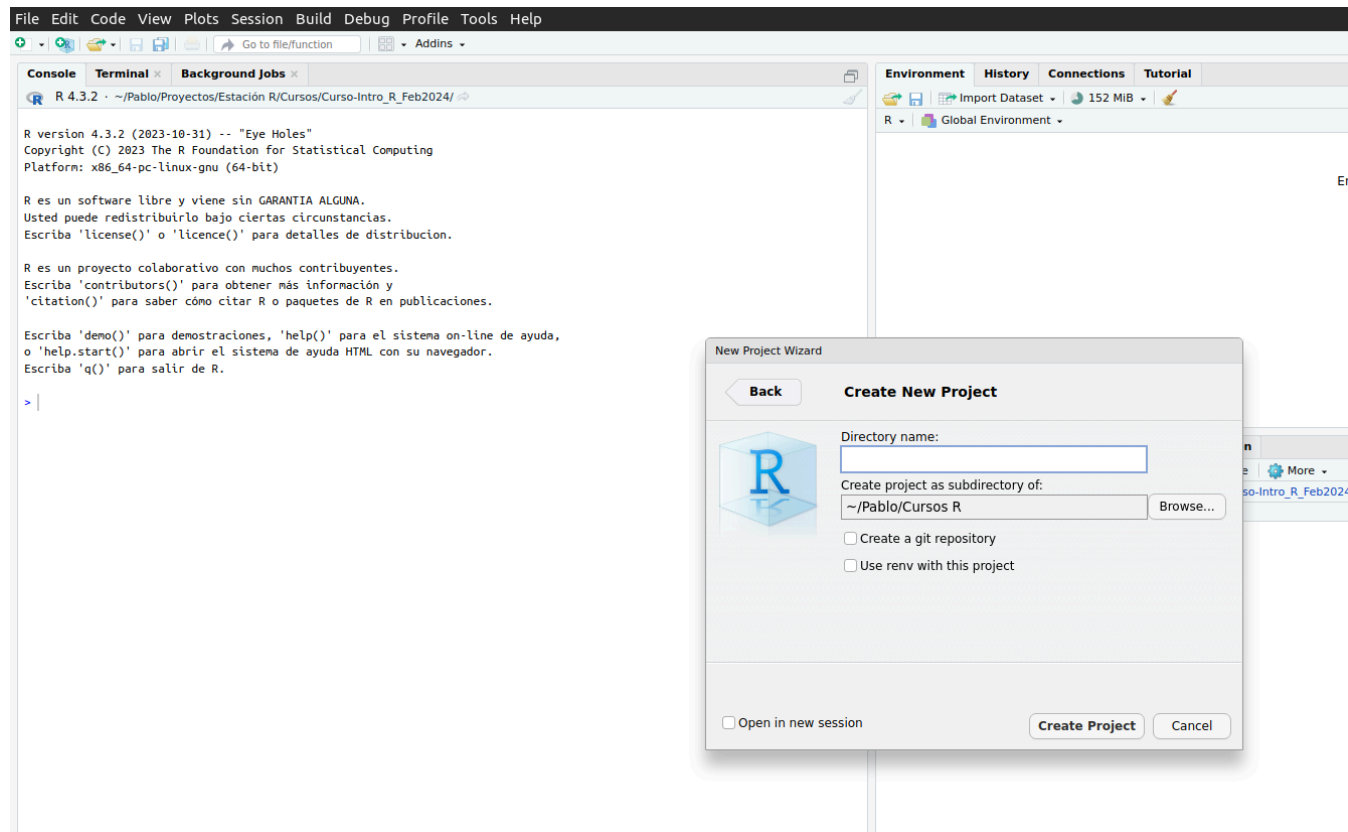 File Edit Code View Plots Session Build Debug Profile Tools Help
Go to file/function Addins
Console Terminal Background Jobs
R 4.3.2 · ~/Pablo/Proyectos/Estación R/Cursos/Curso-Intro_R_Feb2024/
R version 4.3.2 (2023-10-31) -- "Eye Holes"
Copyright (C) 2023 The R Foundation for Statistical Computing
Platform: x86_64-pc-linux-gnu (64-bit)
R es un software libre y viene sin GARANTIA ALGUNA.
Usted puede redistribuirlo bajo ciertas circunstancias.
Escriba 'license()' o 'licence()' para detalles de distribucion.
R es un proyecto colaborativo con muchos contribuyentes.
Escriba 'contributors()' para obtener más información y
'citation()' para saber cómo citar R o paquetes de R en publicaciones.
Escriba 'demo()' para demostraciones, 'help()' para el sistema on-line de ayuda,
o 'help.start()' para abrir el sistema de ayuda HTML con su navegador.
Escriba 'q()' para salir de R.
>
Environment History Connections Tutorial
Import Dataset 152 MiB
R Global Environment
New Project Wizard
Back Create New Project
R
Directory name:
Create project as subdirectory of:
~/Pablo/Cursos R Browse...
Create a git repository
Use renv with this project
Open in new session Create Project Cancel
More
so-Intro_R_Feb2024